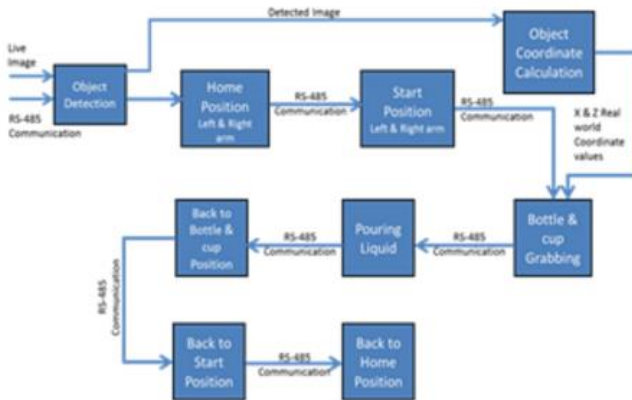 Detected Image
Live
Image
RS-485
Communication
Object
Detection
Home
Position
Left & Right
arm
RS-485
Communication
Start
Position
Left & Right arm
RS-485
Communication
Object
Coordinate
Calculation
X & Z Real
world
Coordinate
values
Back to
Bottle &
cup
Position
RS-485
Communication
Pouring
Liquid
RS-485
Communication
Bottle &
cup
Grabbing
RS-485
Communication
Back to
Start
Position
RS-485
Communication
Back to
Home
Position